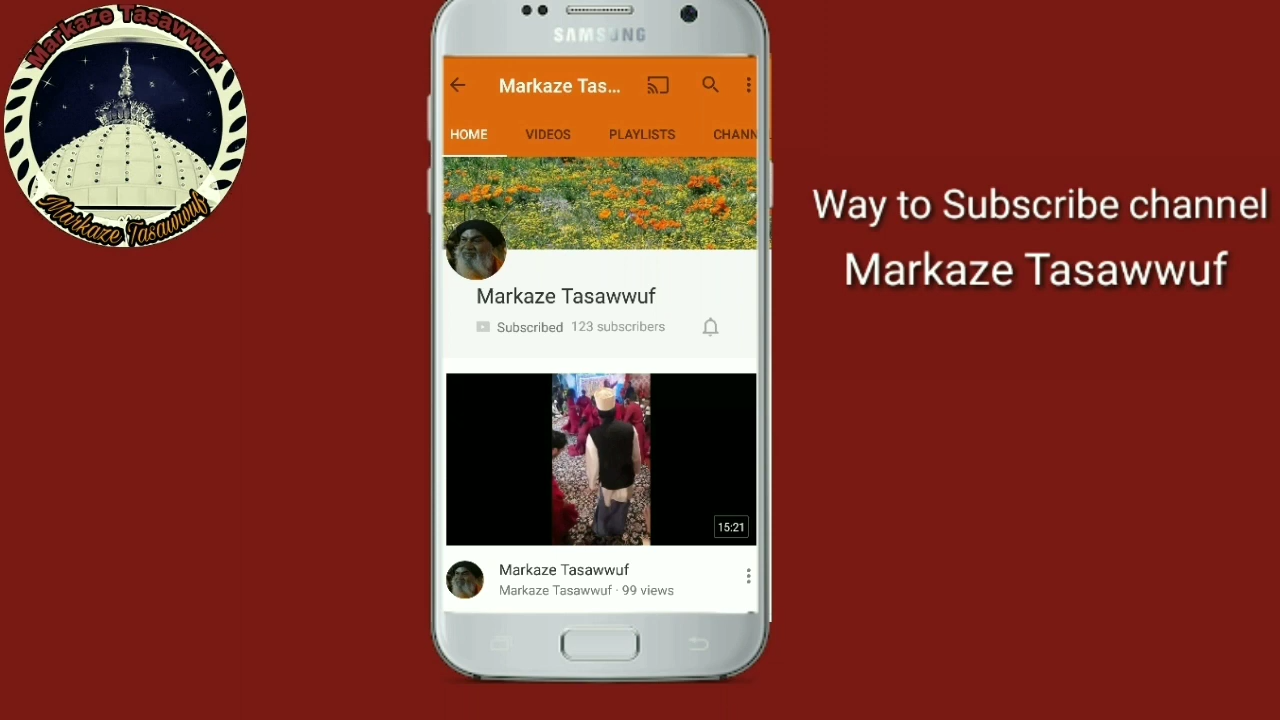 Markaze Tasawwuf
Markaze Tasawwuf
SAMSUNG
Markaze Tas...
HOME VIDEOS PLAYLISTS CHANN
Markaze Tasawwuf
Subscribed 123 subscribers
15:21
Markaze Tasawwuf
Markaze Tasawwuf · 99 views
Way to Subscribe channel
Markaze Tasawwuf